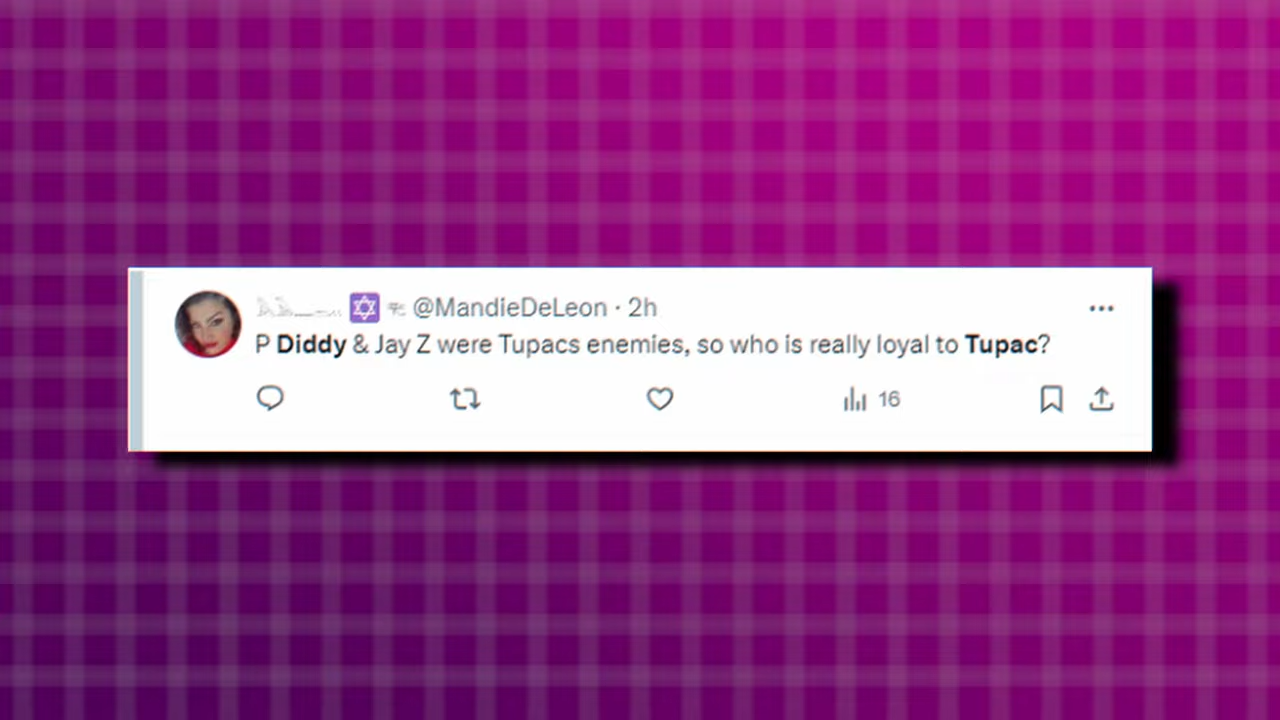 @MandieDeLeon · 2h
P Diddy & Jay Z were Tupacs enemies, so who is really loyal to Tupac?
16